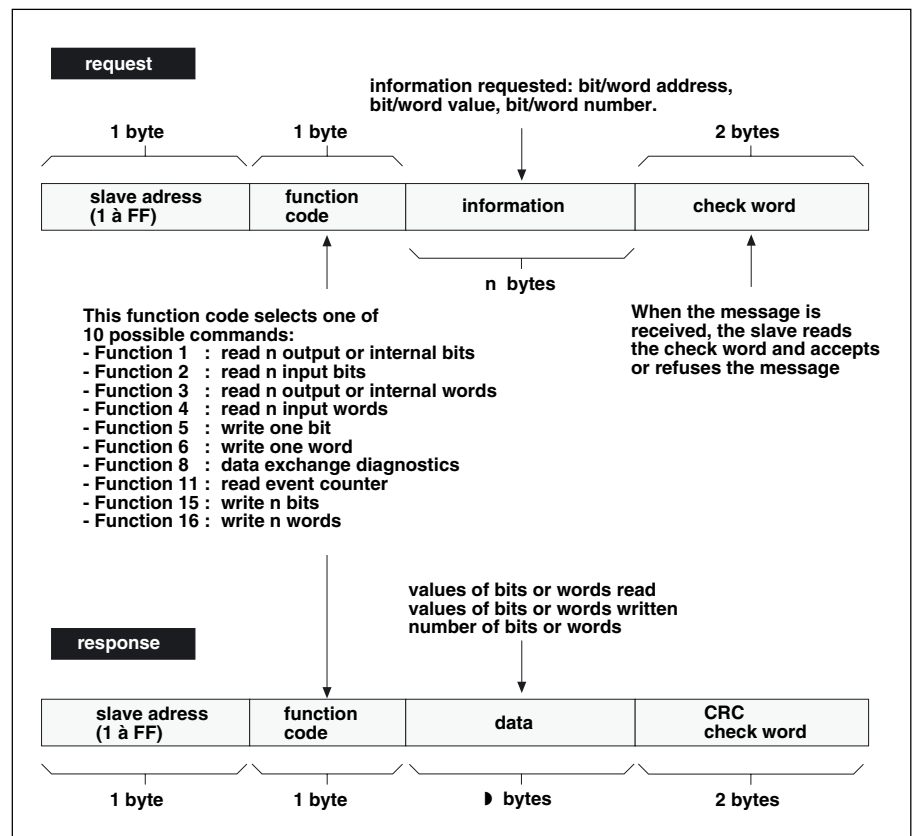 request
information requested: bit/word address,
bit/word value, bit/word number.
1 byte 1 byte 2 bytes
slave adress
(1 à FF)
function
code
information
check word
n bytes
This function code selects one of
10 possible commands:
- Function 1 : read n output or internal bits
- Function 2 : read n input bits
- Function 3 : read n output or internal words
- Function 4 : read n input words
- Function 5 : write one bit
- Function 6 : write one word
- Function 8 : data exchange diagnostics
- Function 11 : read event counter
- Function 15 : write n bits
- Function 16 : write n words
When the message is
received, the slave reads
the check word and accepts
or refuses the message
values of bits or words read
values of bits or words written
number of bits or words
response
slave adress
(1 à FF)
function
code
data
CRC
check word
1 byte 1 byte bytes 2 bytes